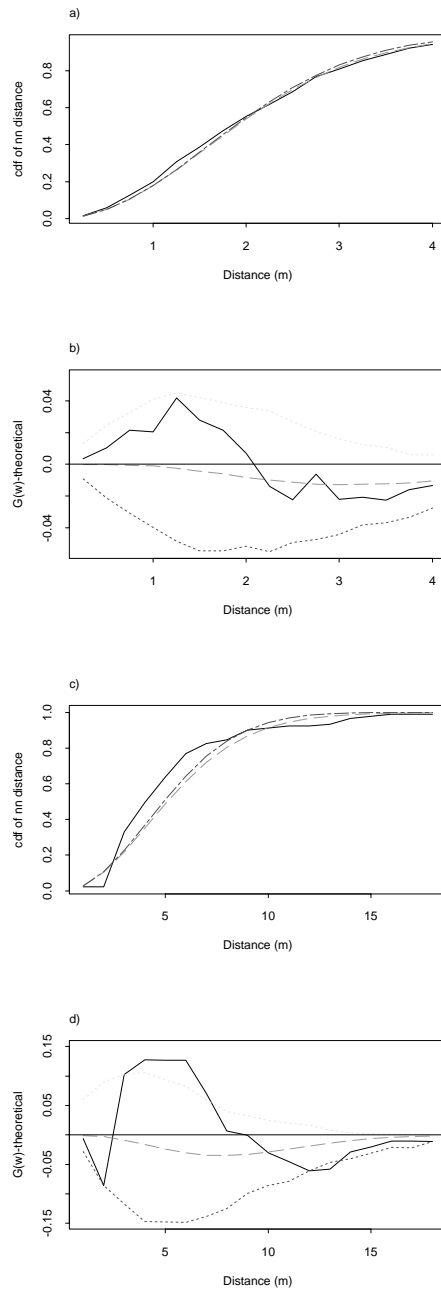 a)
cdf of nn distance
0.0 0.2 0.4 0.6 0.8
1 2 3 4
Distance (m)
b)
G(w)-theoretical
-0.04 0.0 0.04
1 2 3 4
Distance (m)
c)
cdf of nn distance
0.0 0.2 0.4 0.6 0.8 1.0
5 10 15
Distance (m)
d)
G(w)-theoretical
-0.15 -0.05 0.05 0.15
5 10 15
Distance (m)